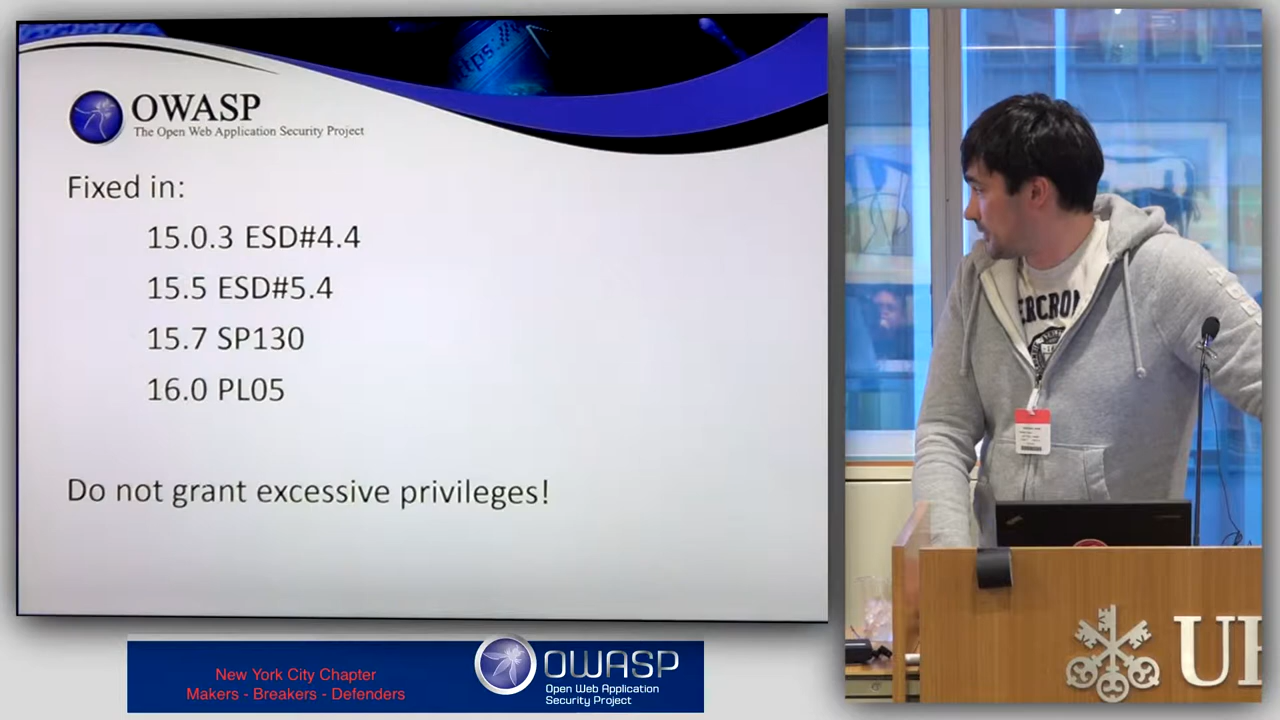 https:
OWASP
The Open Web Application Security Project
Fixed in:
15.0.3 ESD#4.4
15.5 ESD#5.4
15.7 SP130
16.0 PL05
Do not grant excessive privileges!
New York City Chapter
Makers - Breakers - Defenders
OWASP
Open Web Application
Security Project
ERCRO